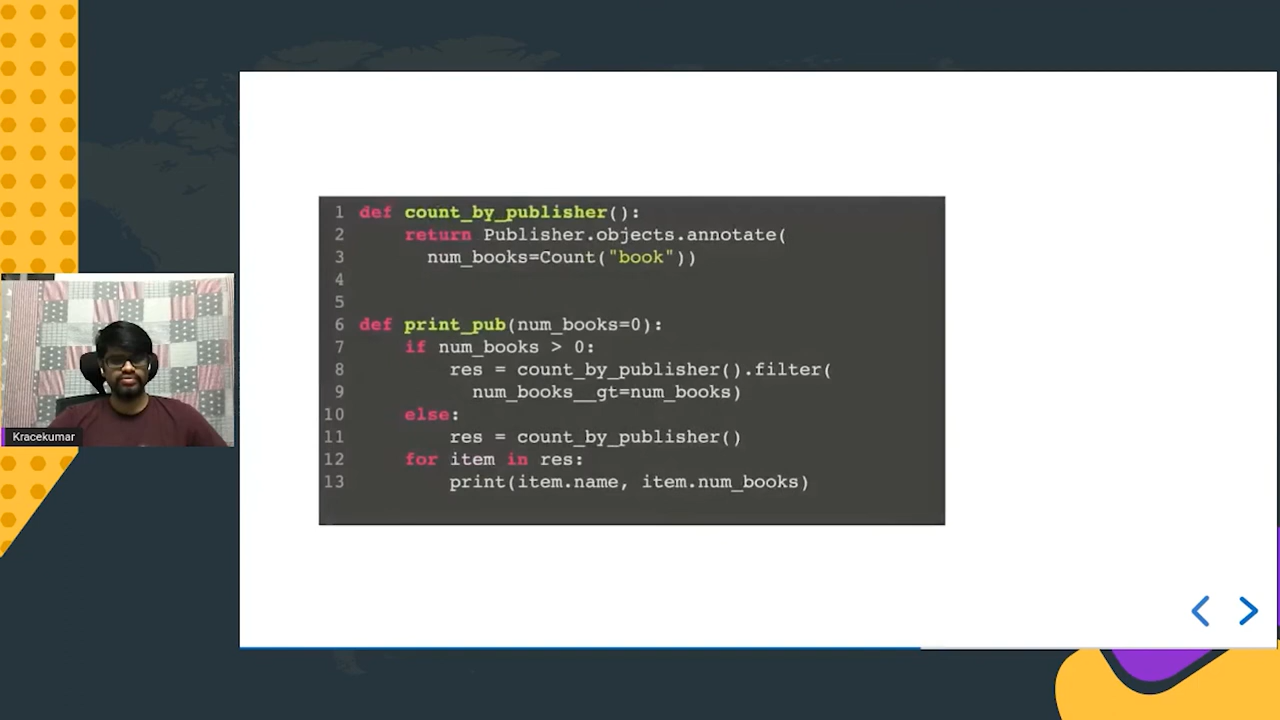 1 def count_by_publisher():
2     return Publisher.objects.annotate(
3       num_books=Count("book"))
4
5
6 def print_pub(num_books=0):
7     if num_books > 0:
8         res = count_by_publisher().filter(
9           num_books__gt=num_books)
10     else:
11         res = count_by_publisher()
12     for item in res:
13         print(item.name, item.num_books)
Kracekumar